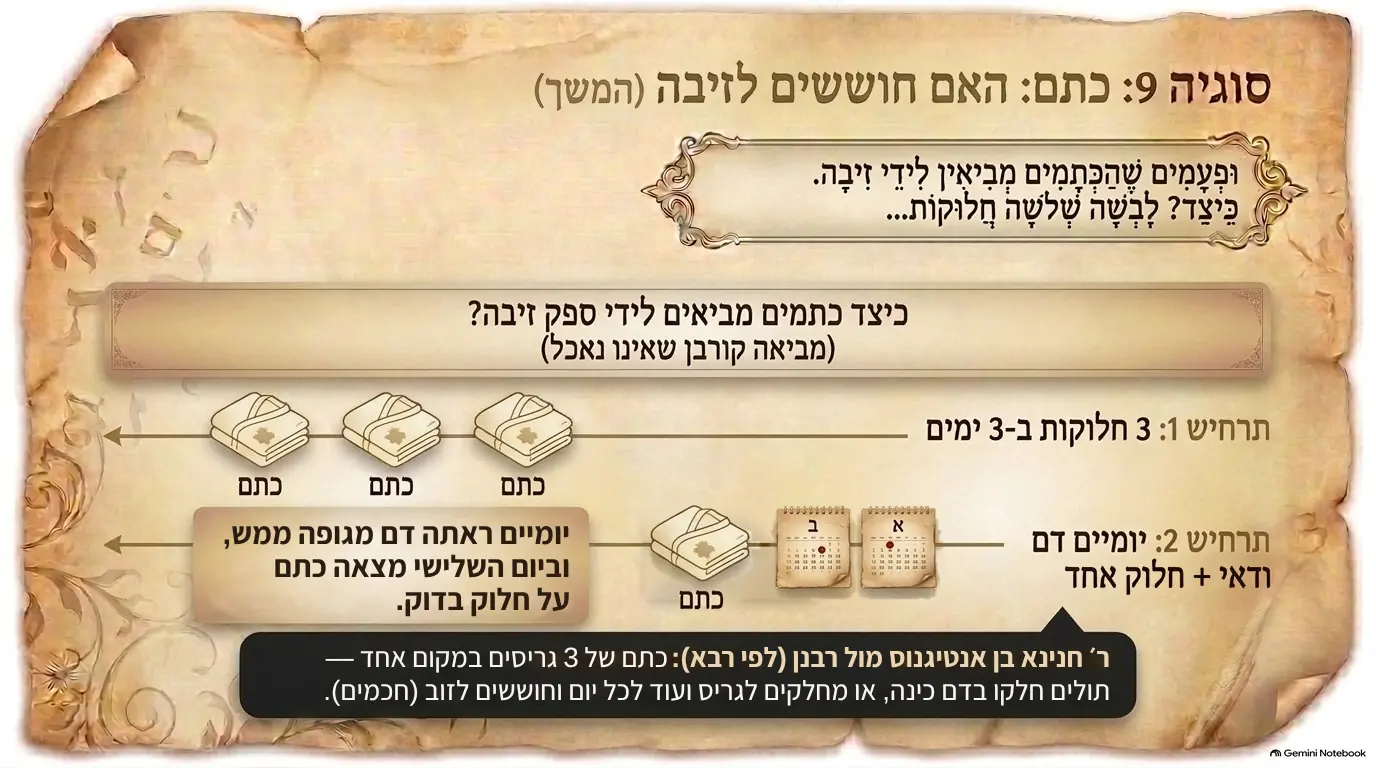 סוגיה 9: כתם: האם חוששים לזיבה (המשך)
וּפְעָמִים שֶׁהַכְּתָמִים מְבִיאִין לִידֵי זִיבָה.
כֵּיצַד? לָבְשָׁה שְׁלֹשָׁה חֲלוּקוֹת...
כיצד כתמים מביאים לידי ספק זיבה?
(מביאה קורבן שאינו נאכל)
תרחיש 1: 3 חלוקות ב-3 ימים
כתם
כתם
כתם
תרחיש 2: יומיים דם
ודאי + חלוק אחד
א
ב
כתם
יומיים ראתה דם מגופה ממש,
וביום השלישי מצאה כתם
על חלוק בדוק.
ר׳ חנינא בן אנטיגנוס מול רבנן (לפי רבא): כתם של 3 גריסים במקום אחד —
תולים חלקו בדם כינה, או מחלקים לגריס ועוד לכל יום וחוששים לזוב (חכמים).
Gemini Notebook